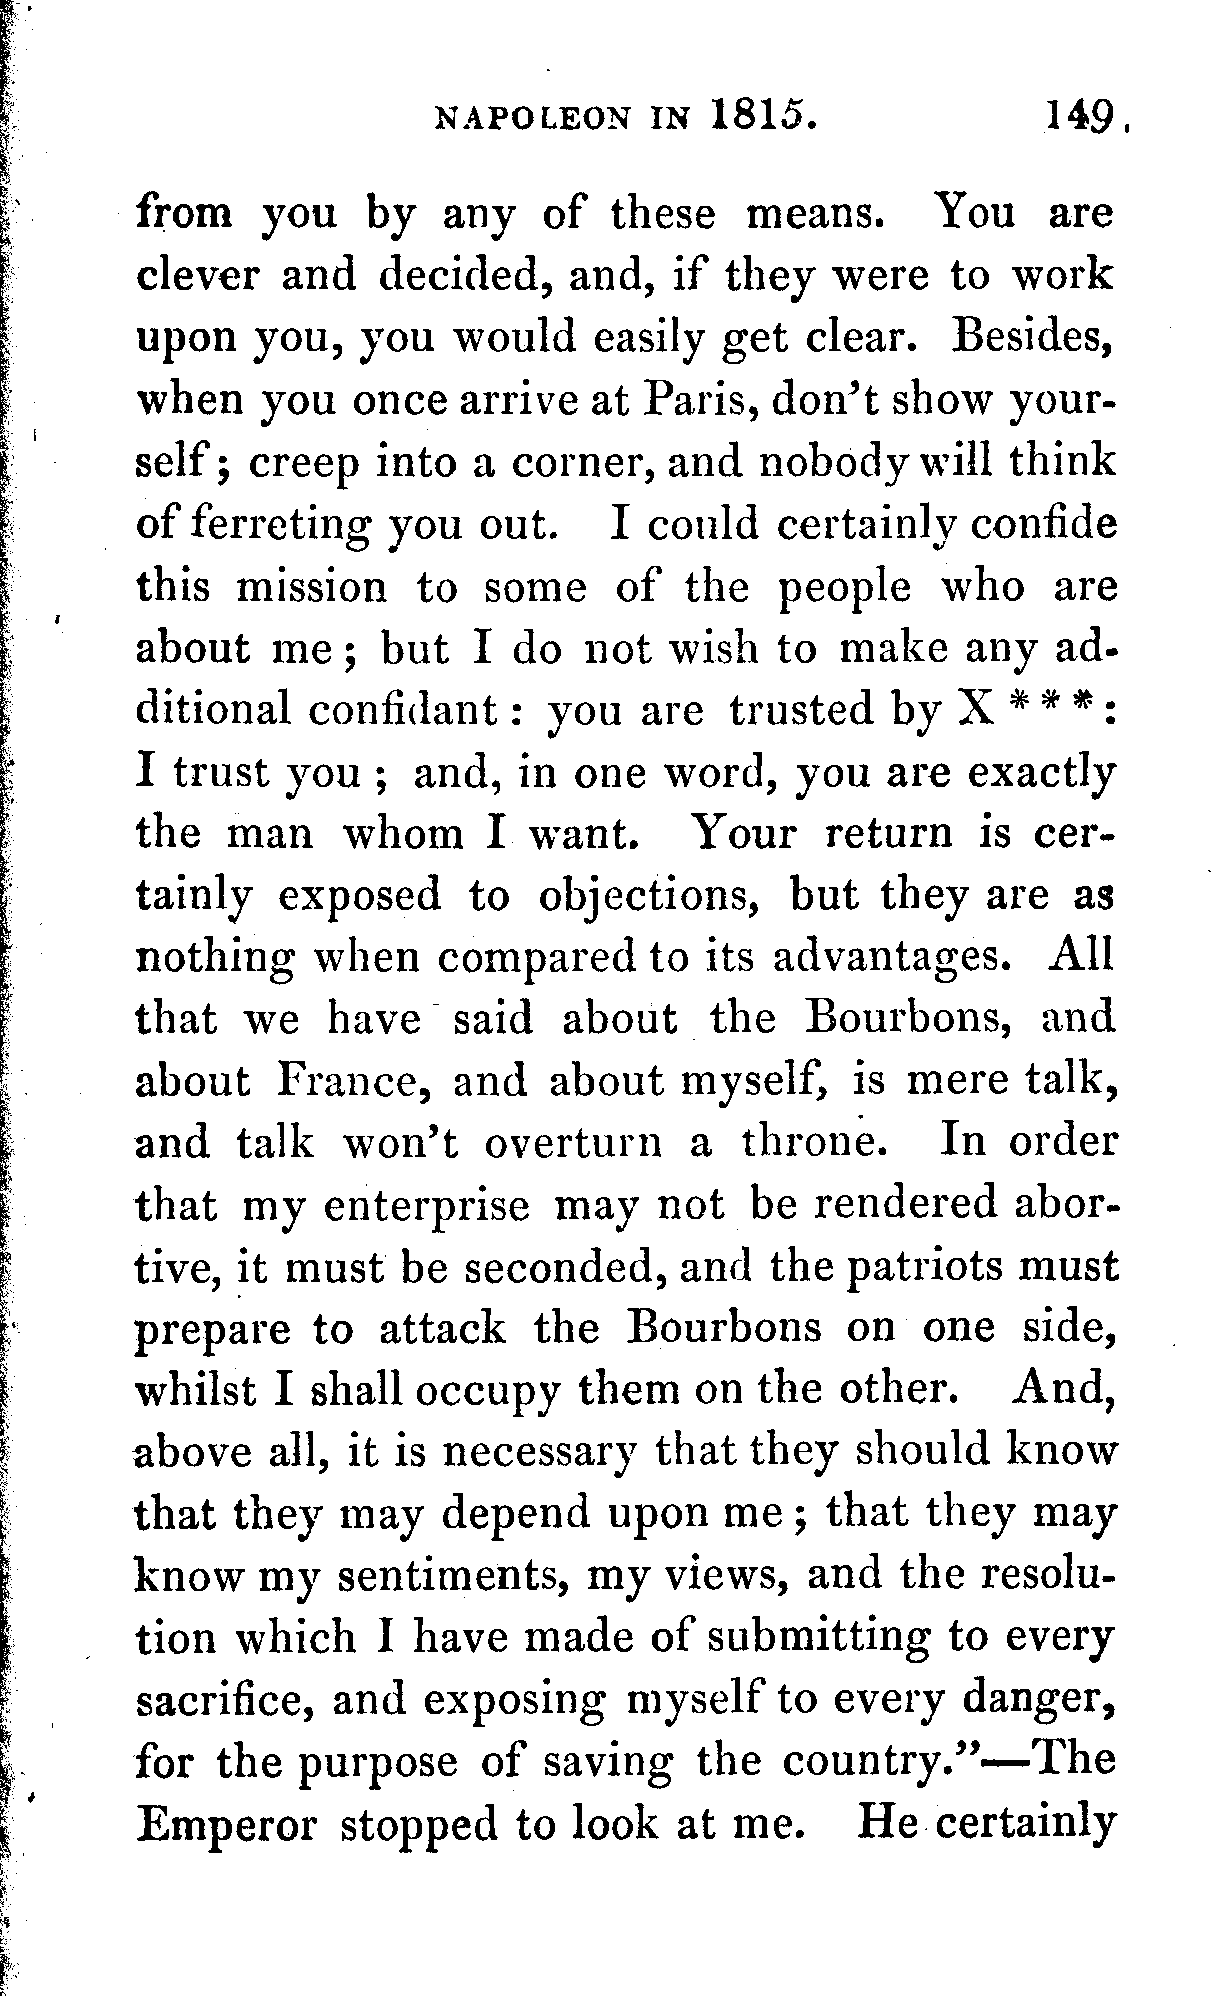 NAPOLEON IN 1815. 149.
from you by any of these means. You are
clever and decided, and, if they were to work
upon you, you would easily get clear. Besides,
when you once arrive at Paris, don't show your-
self; creep into a corner, and nobody will think
of ferreting you out. I could certainly confide
this mission to some of the people who are
about me; but I do not wish to make any ad-
ditional confidant: you are trusted by X * * *:
I trust you; and, in one word, you are exactly
the man whom I want. Your return is cer-
tainly exposed to objections, but they are as
nothing when compared to its advantages. All
that we have said about the Bourbons, and
about France, and about myself, is mere talk,
and talk won't overturn a throne. In order
that my enterprise may not be rendered abor-
tive, it must be seconded, and the patriots must
prepare to attack the Bourbons on one side,
whilst I shall occupy them on the other. And,
above all, it is necessary that they should know
that they may depend upon me; that they may
know my sentiments, my views, and the resolu-
tion which I have made of submitting to every
sacrifice, and exposing myself to every danger,
for the purpose of saving the country."—The
Emperor stopped to look at me. He certainly